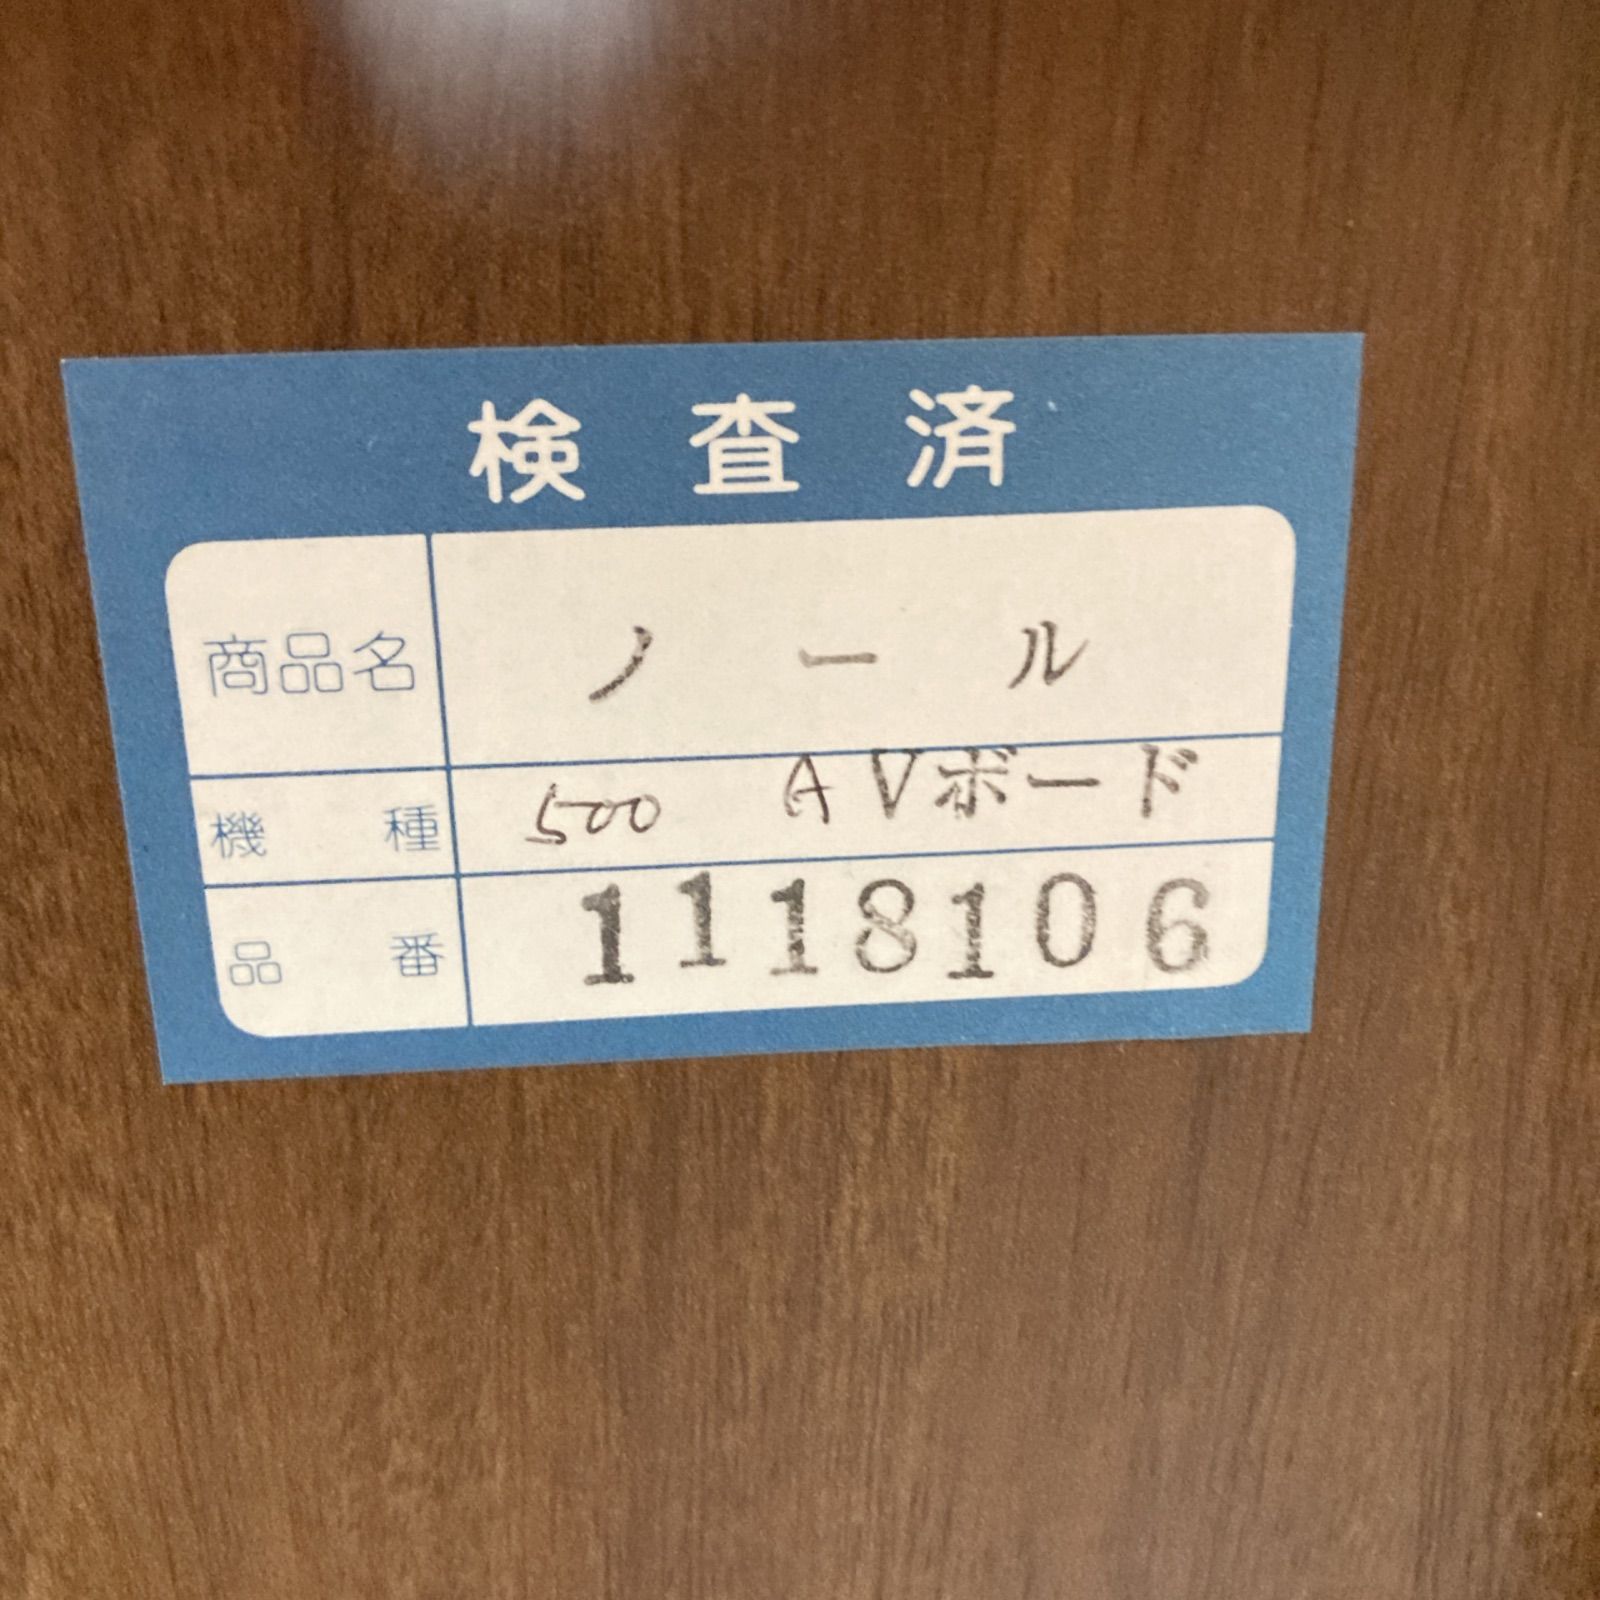 検査済
商品名 ノール
機種 500 AVボード
品番 1118106